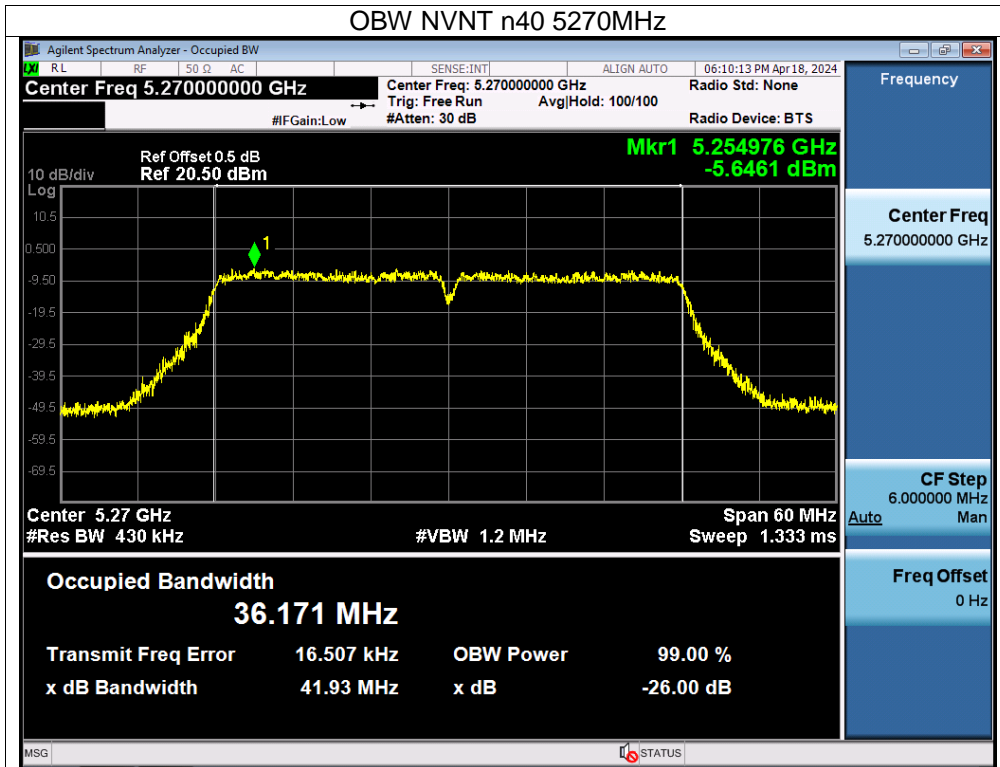 OBW NVNT n40 5270MHz
Agilent Spectrum Analyzer - Occupied BW
LXI RL RF 50 Ω AC SENSE:INT ALIGN AUTO 06:10:13 PM Apr 18, 2024
Center Freq 5.270000000 GHz
Center Freq: 5.270000000 GHz Radio Std: None
Trig: Free Run Avg|Hold: 100/100
#IFGain:Low #Atten: 30 dB Radio Device: BTS
Frequency
Mkr1 5.254976 GHz
-5.6461 dBm
Ref Offset 0.5 dB
10 dB/div Ref 20.50 dBm
Log
10.5
0.500
-9.50
-19.5
-29.5
-39.5
-49.5
-59.5
-69.5
1
Center 5.27 GHz Span 60 MHz
#Res BW 430 kHz #VBW 1.2 MHz Sweep 1.333 ms
Center Freq
5.270000000 GHz
CF Step
6.000000 MHz
Auto Man
Freq Offset
0 Hz
Occupied Bandwidth
36.171 MHz
Transmit Freq Error 16.507 kHz OBW Power 99.00 %
x dB Bandwidth 41.93 MHz x dB -26.00 dB
MSG STATUS